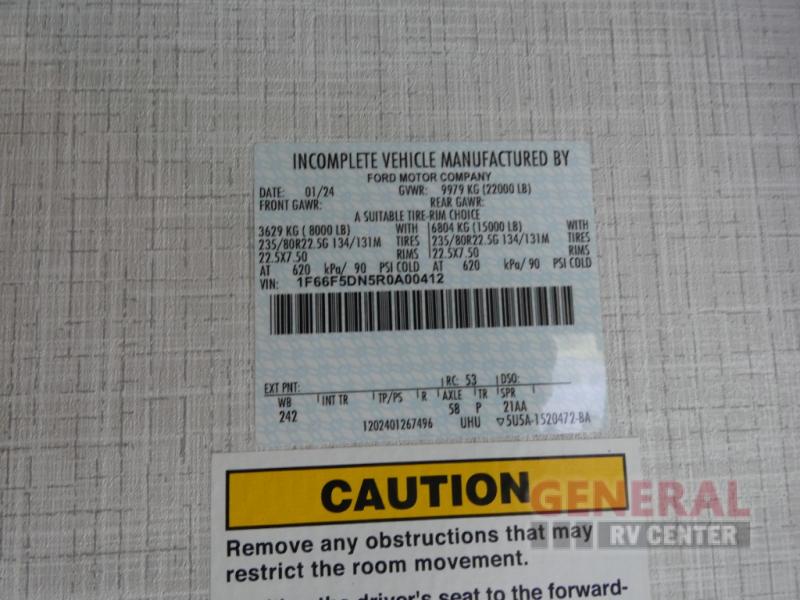 INCOMPLETE VEHICLE MANUFACTURED BY
FORD MOTOR COMPANY
DATE: 01/24 GVWR: 9979 KG (22000 LB)
FRONT GAWR: REAR GAWR:
A SUITABLE TIRE-RIM CHOICE
3629 KG ( 8000 LB) WITH 6804 KG (15000 LB) WITH
235/80R22.5G 134/131M TIRES 235/80R22.5G 134/131M TIRES
22.5X7.50 RIMS 22.5X7.50 RIMS
AT 620 kPa/ 90 PSI COLD AT 620 kPa/ 90 PSI COLD
VIN: 1F66F5DN5R0A00412
EXT PNT: RC: 53 DSO:
WB INT TR TP/PS R AXLE TR SPR
242 58 P 21AA
1202401267496 UHU ▽5U5A-1520472-BA
CAUTION
GENERAL
RV CENTER
Remove any obstructions that may
restrict the room movement.
the driver's seat to the forward-